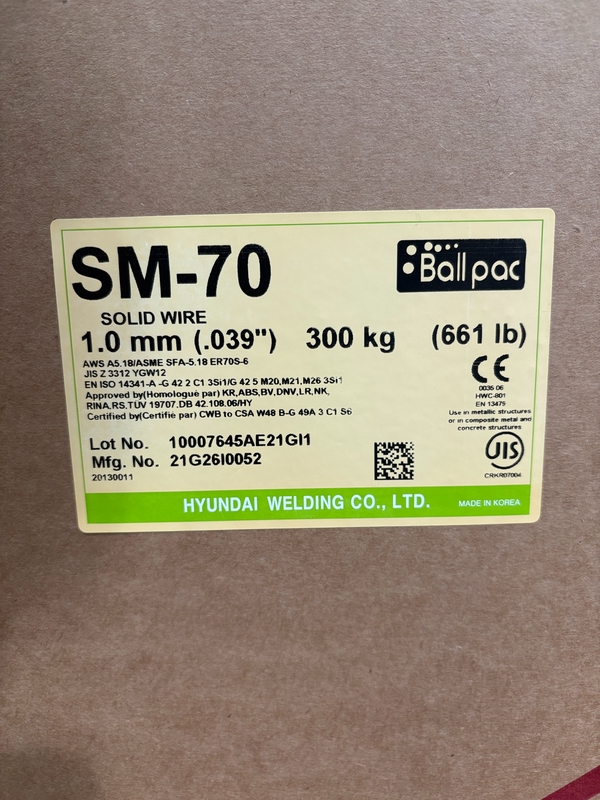 SM-70
Ball pac
SOLID WIRE
1.0 mm (.039") 300 kg (661 lb)
AWS A5.18/ASME SFA-5.18 ER70S-6
JIS Z 3312 YGW12
EN ISO 14341-A -G 42 2 C1 3Si1/G 42 5 M20,M21,M26 3Si1
Approved by(Homologué par) KR,ABS,BV,DNV,LR,NK,
RINA,RS,TUV 19707,DB 42.108.06/HY
Certified by(Certifié par) CWB to CSA W48 B-G 49A 3 C1 S6
CE
0035 06
HWC-801
EN 13479
Use in metallic structures
or in composite metal and
concrete structures
JIS
CRKR07004
Lot No. 10007645AE21GI1
Mfg. No. 21G26I0052
20130011
HYUNDAI WELDING CO., LTD. MADE IN KOREA